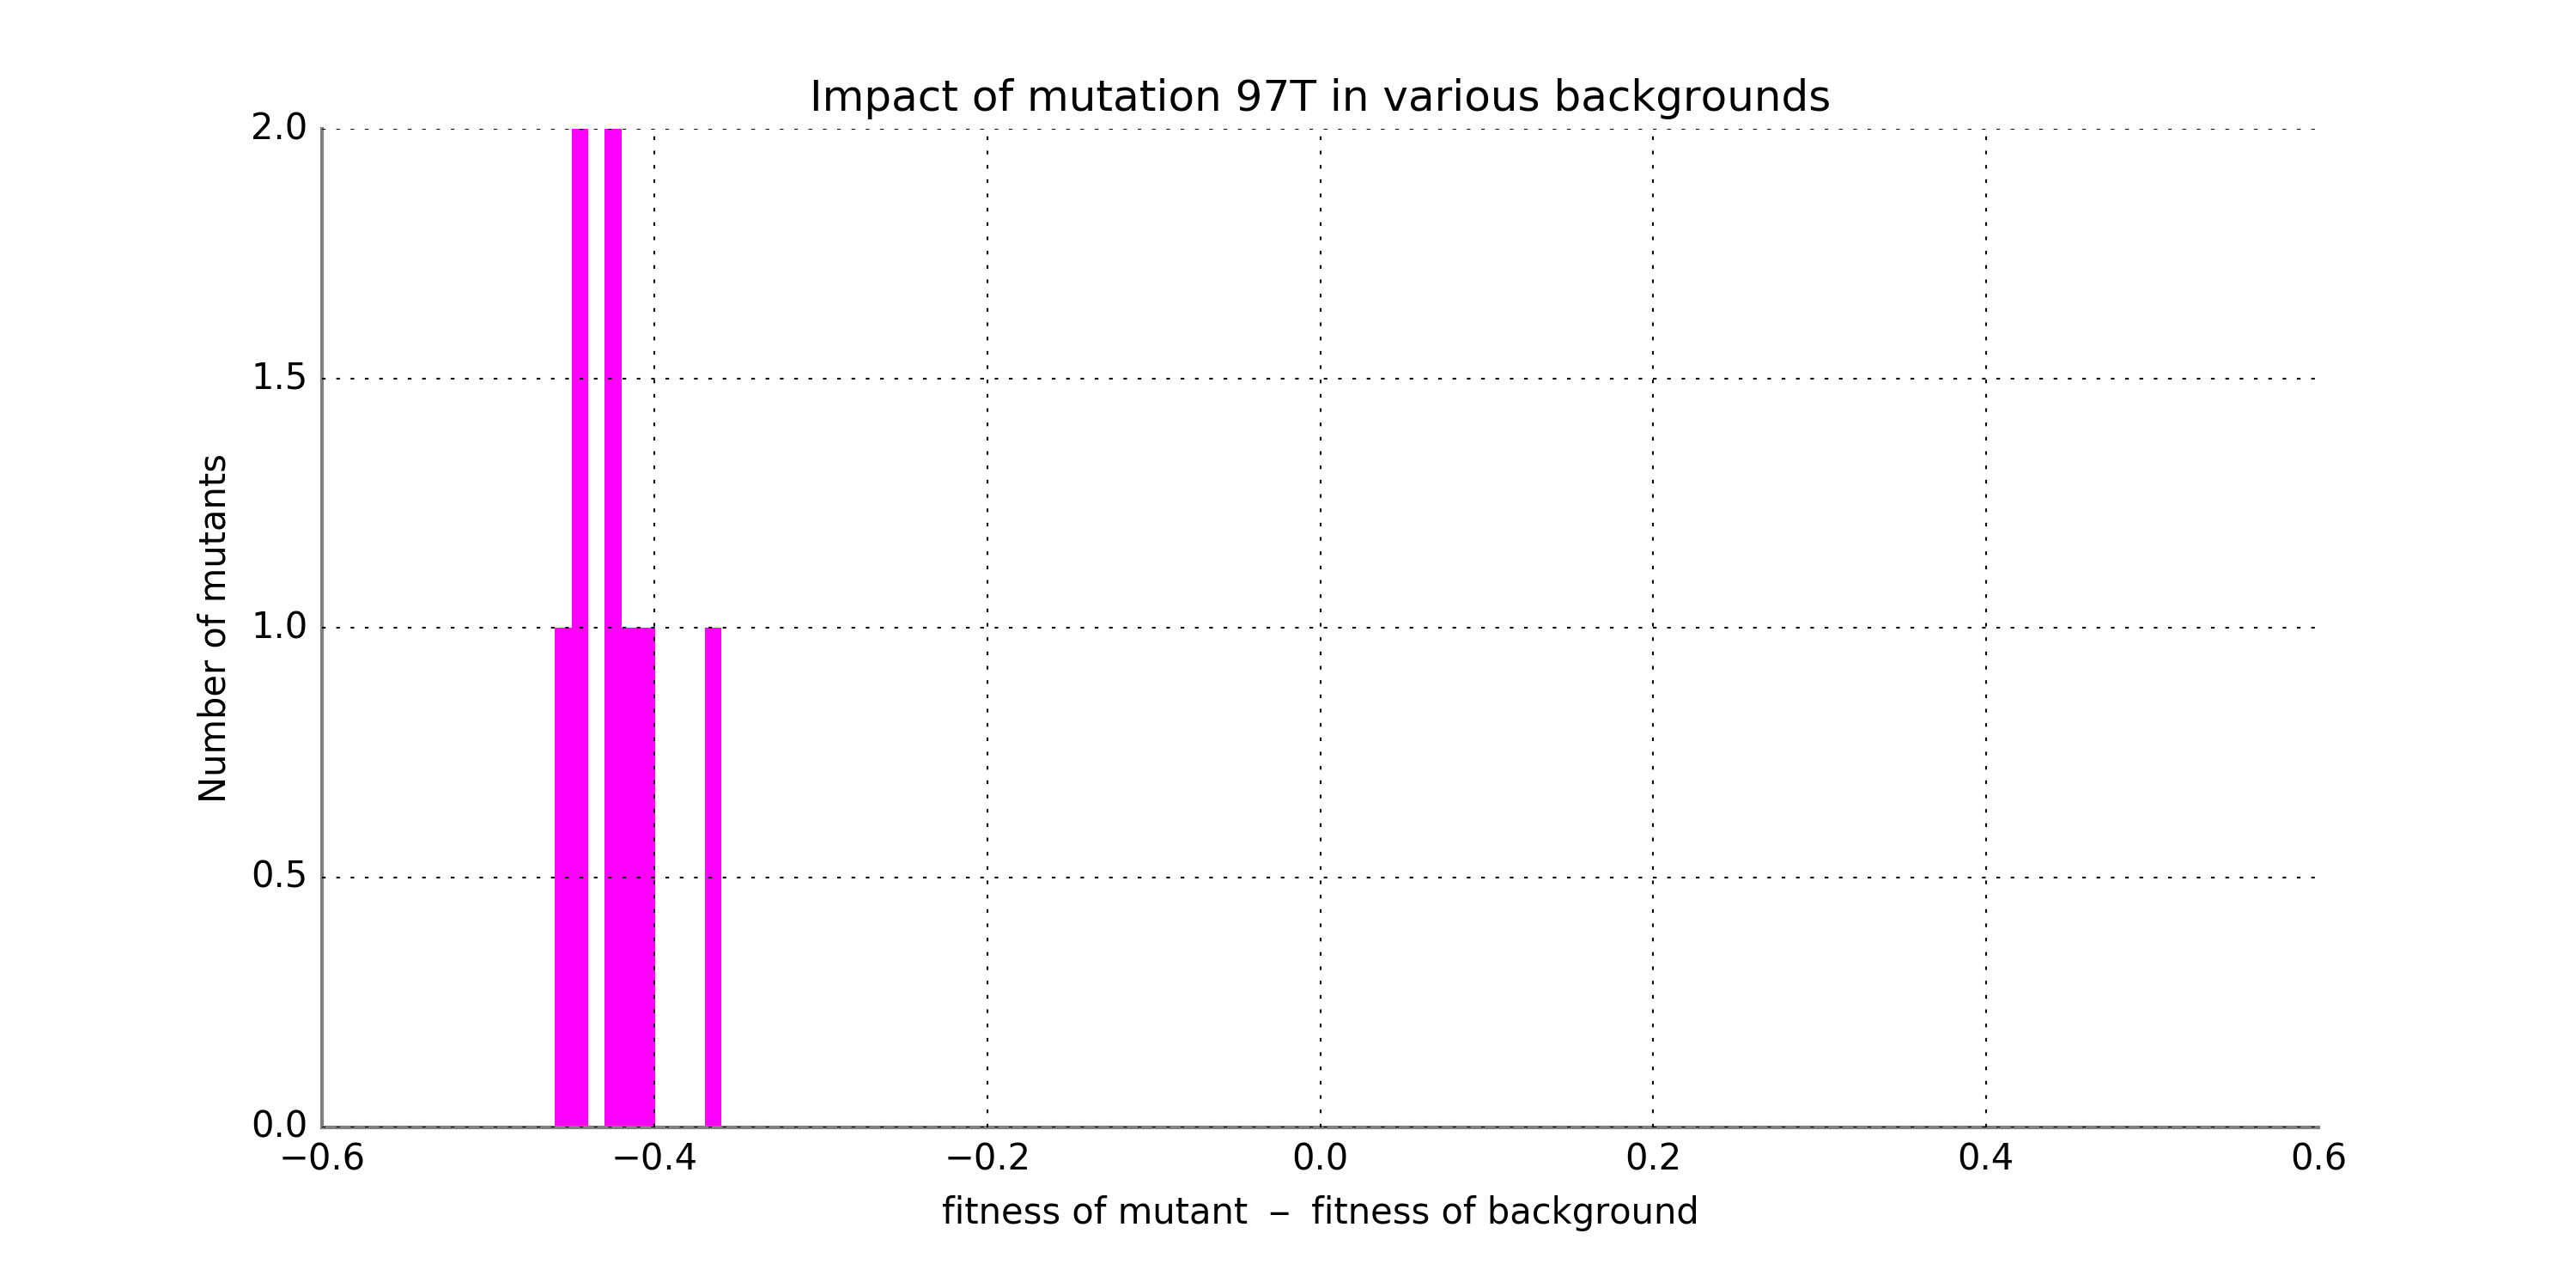 Impact of mutation 97T in various backgrounds
2.0
1.5
1.0
0.5
0.0
Number of mutants
−0.6 −0.4 −0.2 0.0 0.2 0.4 0.6
fitness of mutant − fitness of background